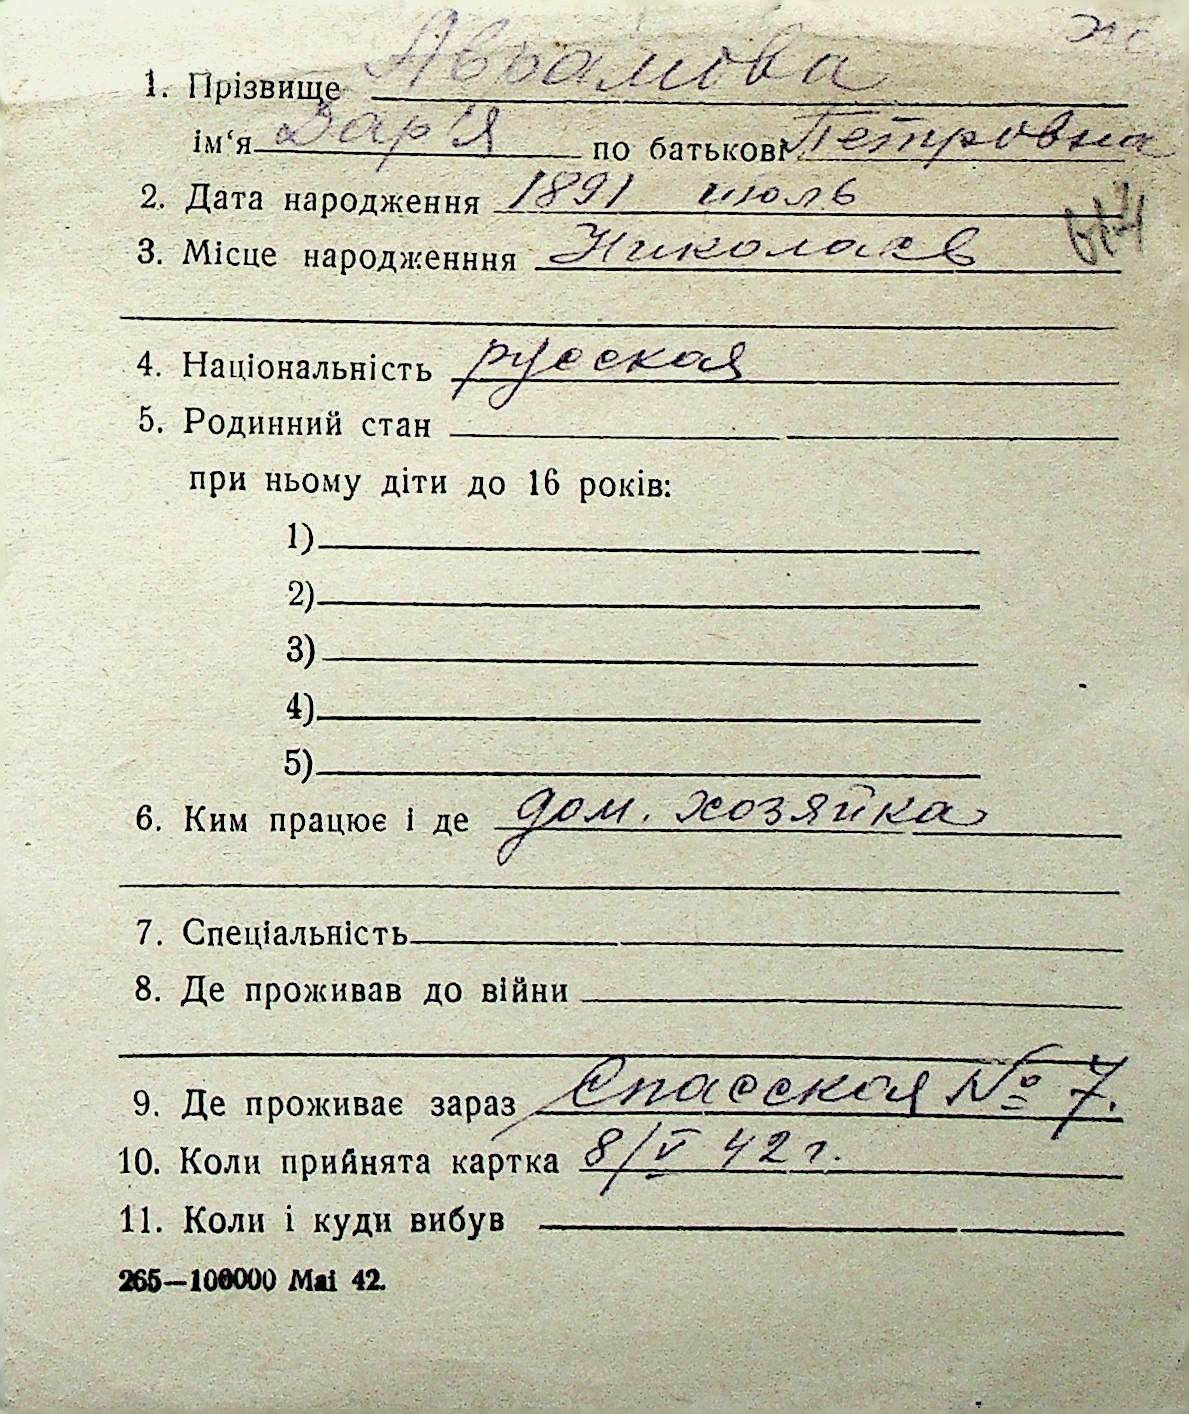 ж.
1. Прізвище Аврамова
ім‘я Дар'я по батькові Петровна
2. Дата народження 1891 июль
3. Місце народженння Николаев
4. Національність русская
5. Родинний стан
при ньому діти до 16 років:
1)
2)
3)
4)
5)
6. Ким працює і де дом. хозяйка
7. Спеціальність
8. Де проживав до війни
9. Де проживає зараз Спасская № 7.
10. Коли прийнята картка 8/V 42 г.
11. Коли і куди вибув
265—100000 Mai 42.